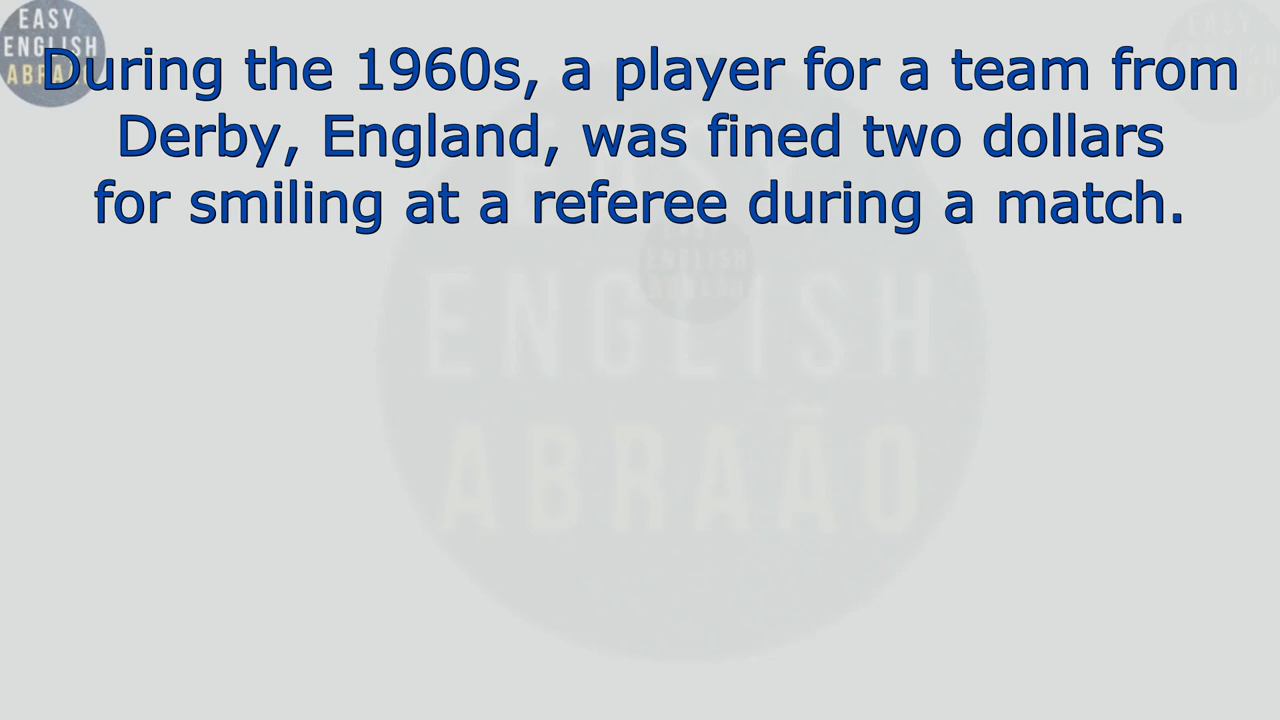 EASY
ENGLISH
ABRA
During the 1960s, a player for a team from
Derby, England, was fined two dollars
for smiling at a referee during a match.
ENGLISH
ABRAÃO